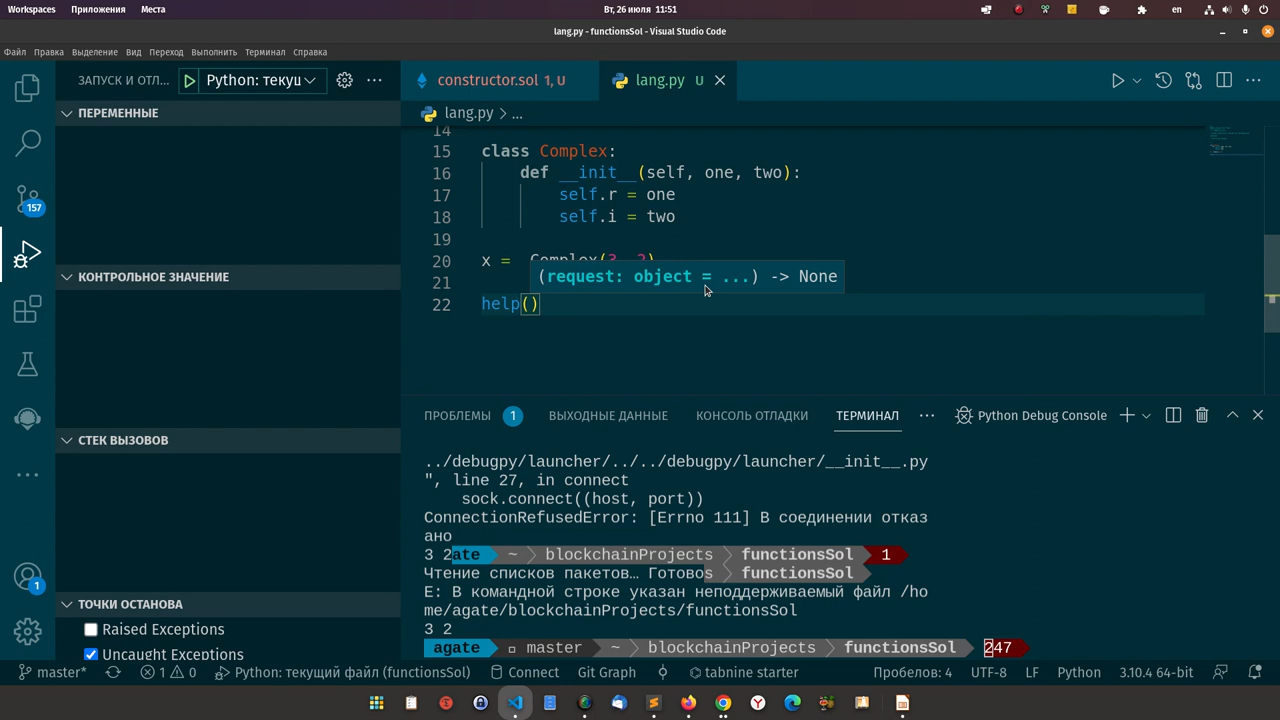 Workspaces Приложения Места Вт, 26 июля 11:51 en
lang.py - functionsSol - Visual Studio Code
Файл Правка Выделение Вид Переход Выполнить Терминал Справка
ЗАПУСК И ОТЛ... Python: текущ ...
constructor.sol 1, U lang.py U
ПЕРЕМЕННЫЕ
lang.py > ...
14
15 class Complex:
16 def __init__(self, one, two):
17 self.r = one
18 self.i = two
19
20 x = Complex(3, 2)
(request: object = ...) -> None
21
22 help()
КОНТРОЛЬНОЕ ЗНАЧЕНИЕ
СТЕК ВЫЗОВОВ
ТОЧКИ ОСТАНОВА
Raised Exceptions
Uncaught Exceptions
157
1
ПРОБЛЕМЫ 1 ВЫХОДНЫЕ ДАННЫЕ КОНСОЛЬ ОТЛАДКИ ТЕРМИНАЛ ... Python Debug Console
../debugpy/launcher/../../debugpy/launcher/__init__.py
", line 27, in connect
sock.connect((host, port))
ConnectionRefusedError: [Errno 111] В соединении отказ
ано
3 2ate ~ blockchainProjects functionsSol 1
Чтение списков пакетов… Готовоs functionsSol
E: В командной строке указан неподдерживаемый файл /ho
me/agate/blockchainProjects/functionsSol
3 2
agate master ~ blockchainProjects functionsSol 247
master* 1 0 Python: текущий файл (functionsSol) Connect Git Graph tabnine starter Пробелов: 4 UTF-8 LF Python 3.10.4 64-bit